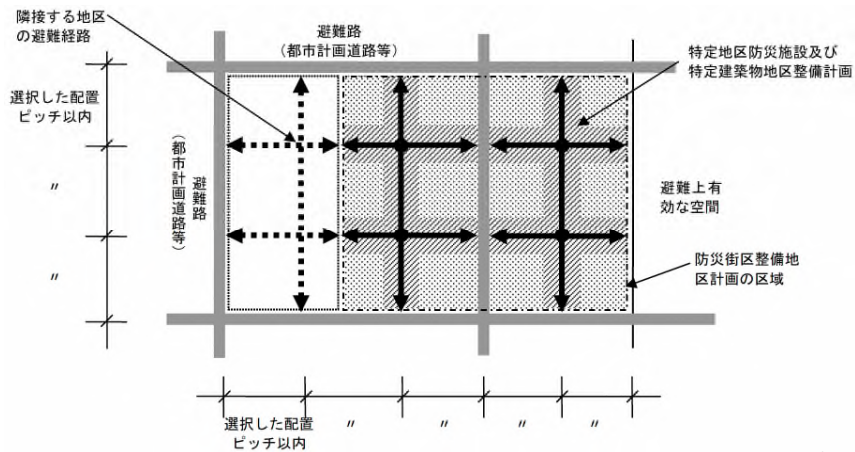 隣接する地区
の避難経路
避難路
（都市計画道路等）
特定地区防災施設及び
特定建築物地区整備計画
選択した配置
ピッチ以内
〃
〃
避難路
（都市計画道路等）
避難上有
効な空間
防災街区整備地
区計画の区域
選択した配置
ピッチ以内
〃
〃
〃
〃